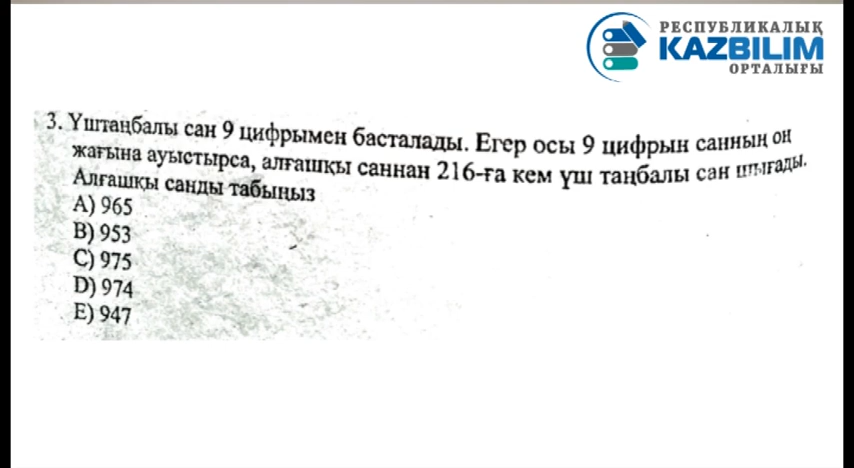 РЕСПУБЛИКАЛЫҚ
KAZBILIM
ОРТАЛЫҒЫ
3. Үштаңбалы сан 9 цифрымен басталады. Егер осы 9 цифрын санның оң
жағына ауыстырса, алғашқы саннан 216-ға кем үш таңбалы сан шығады.
Алғашқы санды табыңыз
A) 965
B) 953
C) 975
D) 974
E) 947